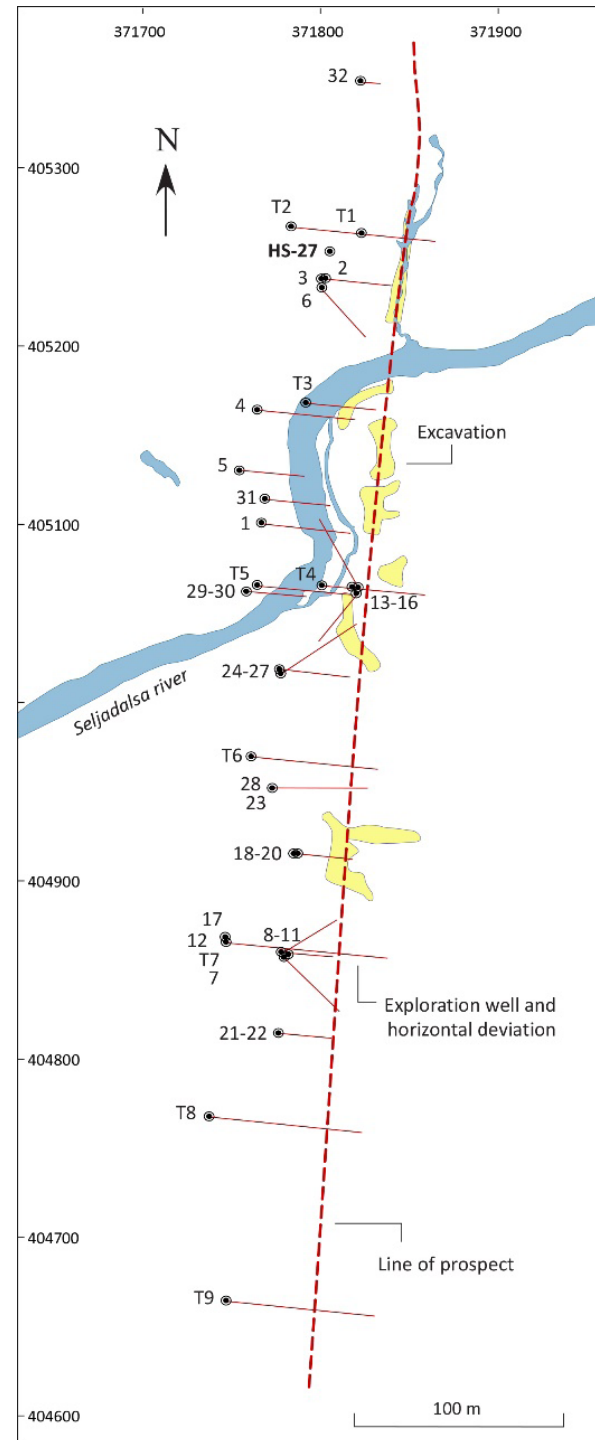 371700 371800 371900
32
405300
N
T2 T1
HS-27
3 2
6
405200
T3
4
Excavation
5
31
405100
1
T5 T4
29-30
13-16
24-27
Seljadalsa river
T6
28
23
18-20
404900
17
12 8-11
T7
7
Exploration well and
horizontal deviation
21-22
404800
T8
404700
Line of prospect
T9
100 m
404600